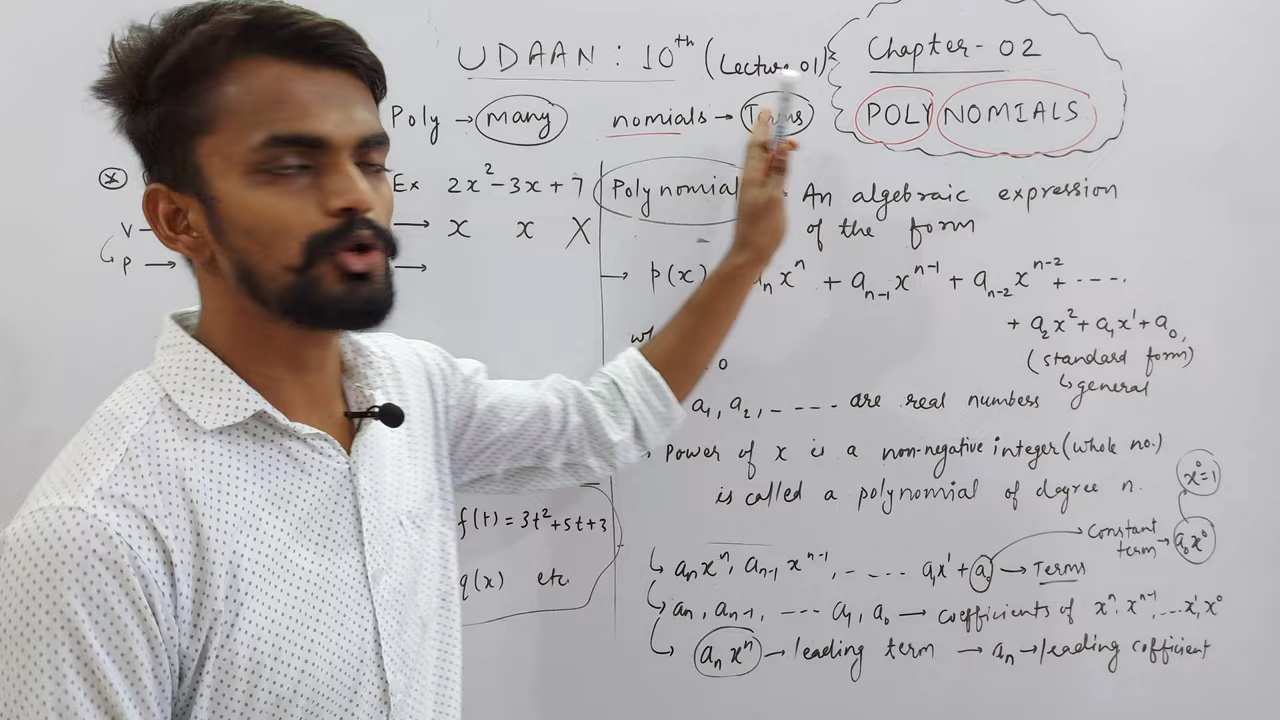 UDAAN : 10th (Lecture 01)
Chapter - 02
POLYNOMIALS
Poly → many nomials → Terms
Ex 2x² - 3x + 7
→ x x X
v -
p →
→
Polynomial An algebraic expression
of the form
→ p(x) aₙxⁿ + aₙ₋₁xⁿ⁻¹ + aₙ₋₂xⁿ⁻² + ----.
+ a₂x² + a₁x¹ + a₀,
(standard form)
↳ general
0
a₁, a₂, - ---- are real numbers
Power of x is a non-negative integer (whole no.)
is called a polynomial of degree n.
x⁰=1
f(t) = 3t² + 5t + 3
q(x) etc.
Constant term → a₀x⁰
↳ aₙxⁿ, aₙ₋₁xⁿ⁻¹, - ---- a₁x¹ + a₀ → Terms
↳ aₙ, aₙ₋₁, ---- a₁, a₀ → coefficients of xⁿ, xⁿ⁻¹, ... x¹, x⁰
↳ aₙxⁿ → leading term → aₙ → leading coefficient